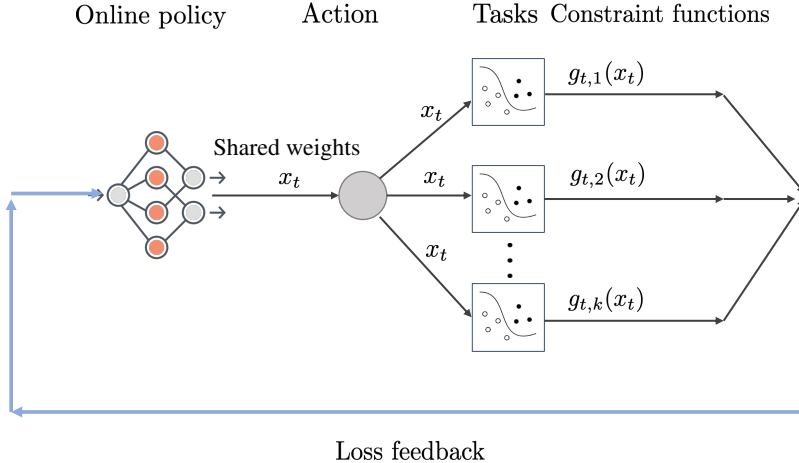 Online policy
Action
Tasks
Constraint functions
Shared weights
x_t
x_t
x_t
x_t
g_{t,1}(x_t)
g_{t,2}(x_t)
g_{t,k}(x_t)
Loss feedback